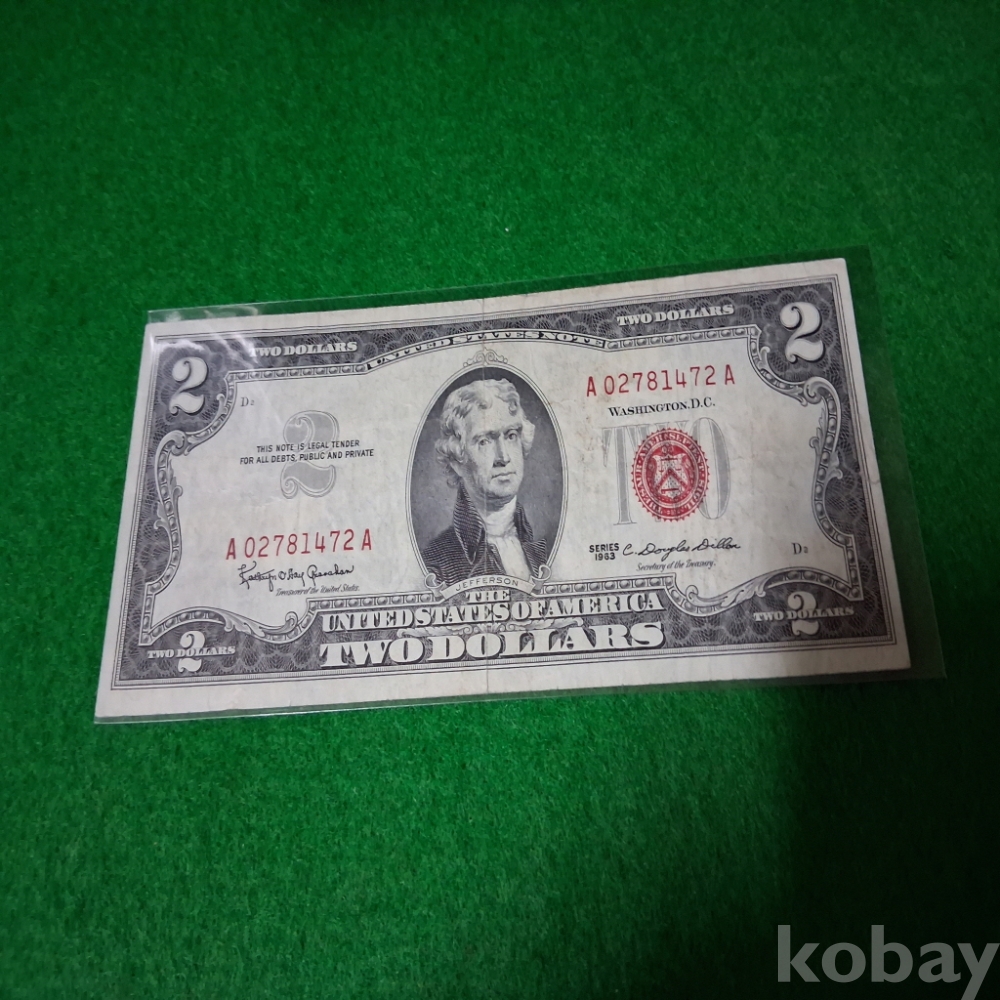 2
TWO DOLLARS
UNITED STATES NOTE
TWO DOLLARS
2
D2
2
THIS NOTE IS LEGAL TENDER
FOR ALL DEBTS, PUBLIC AND PRIVATE
A 02781472 A
WASHINGTON, D.C.
TWO
A 02781472 A
SERIES
1963
C. Douglas Dillon
Secretary of the Treasury.
D2
Treasurer of the United States.
JEFFERSON
THE
UNITED STATES OF AMERICA
TWO DOLLARS
2
TWO DOLLARS
2
TWO DOLLARS
kobay